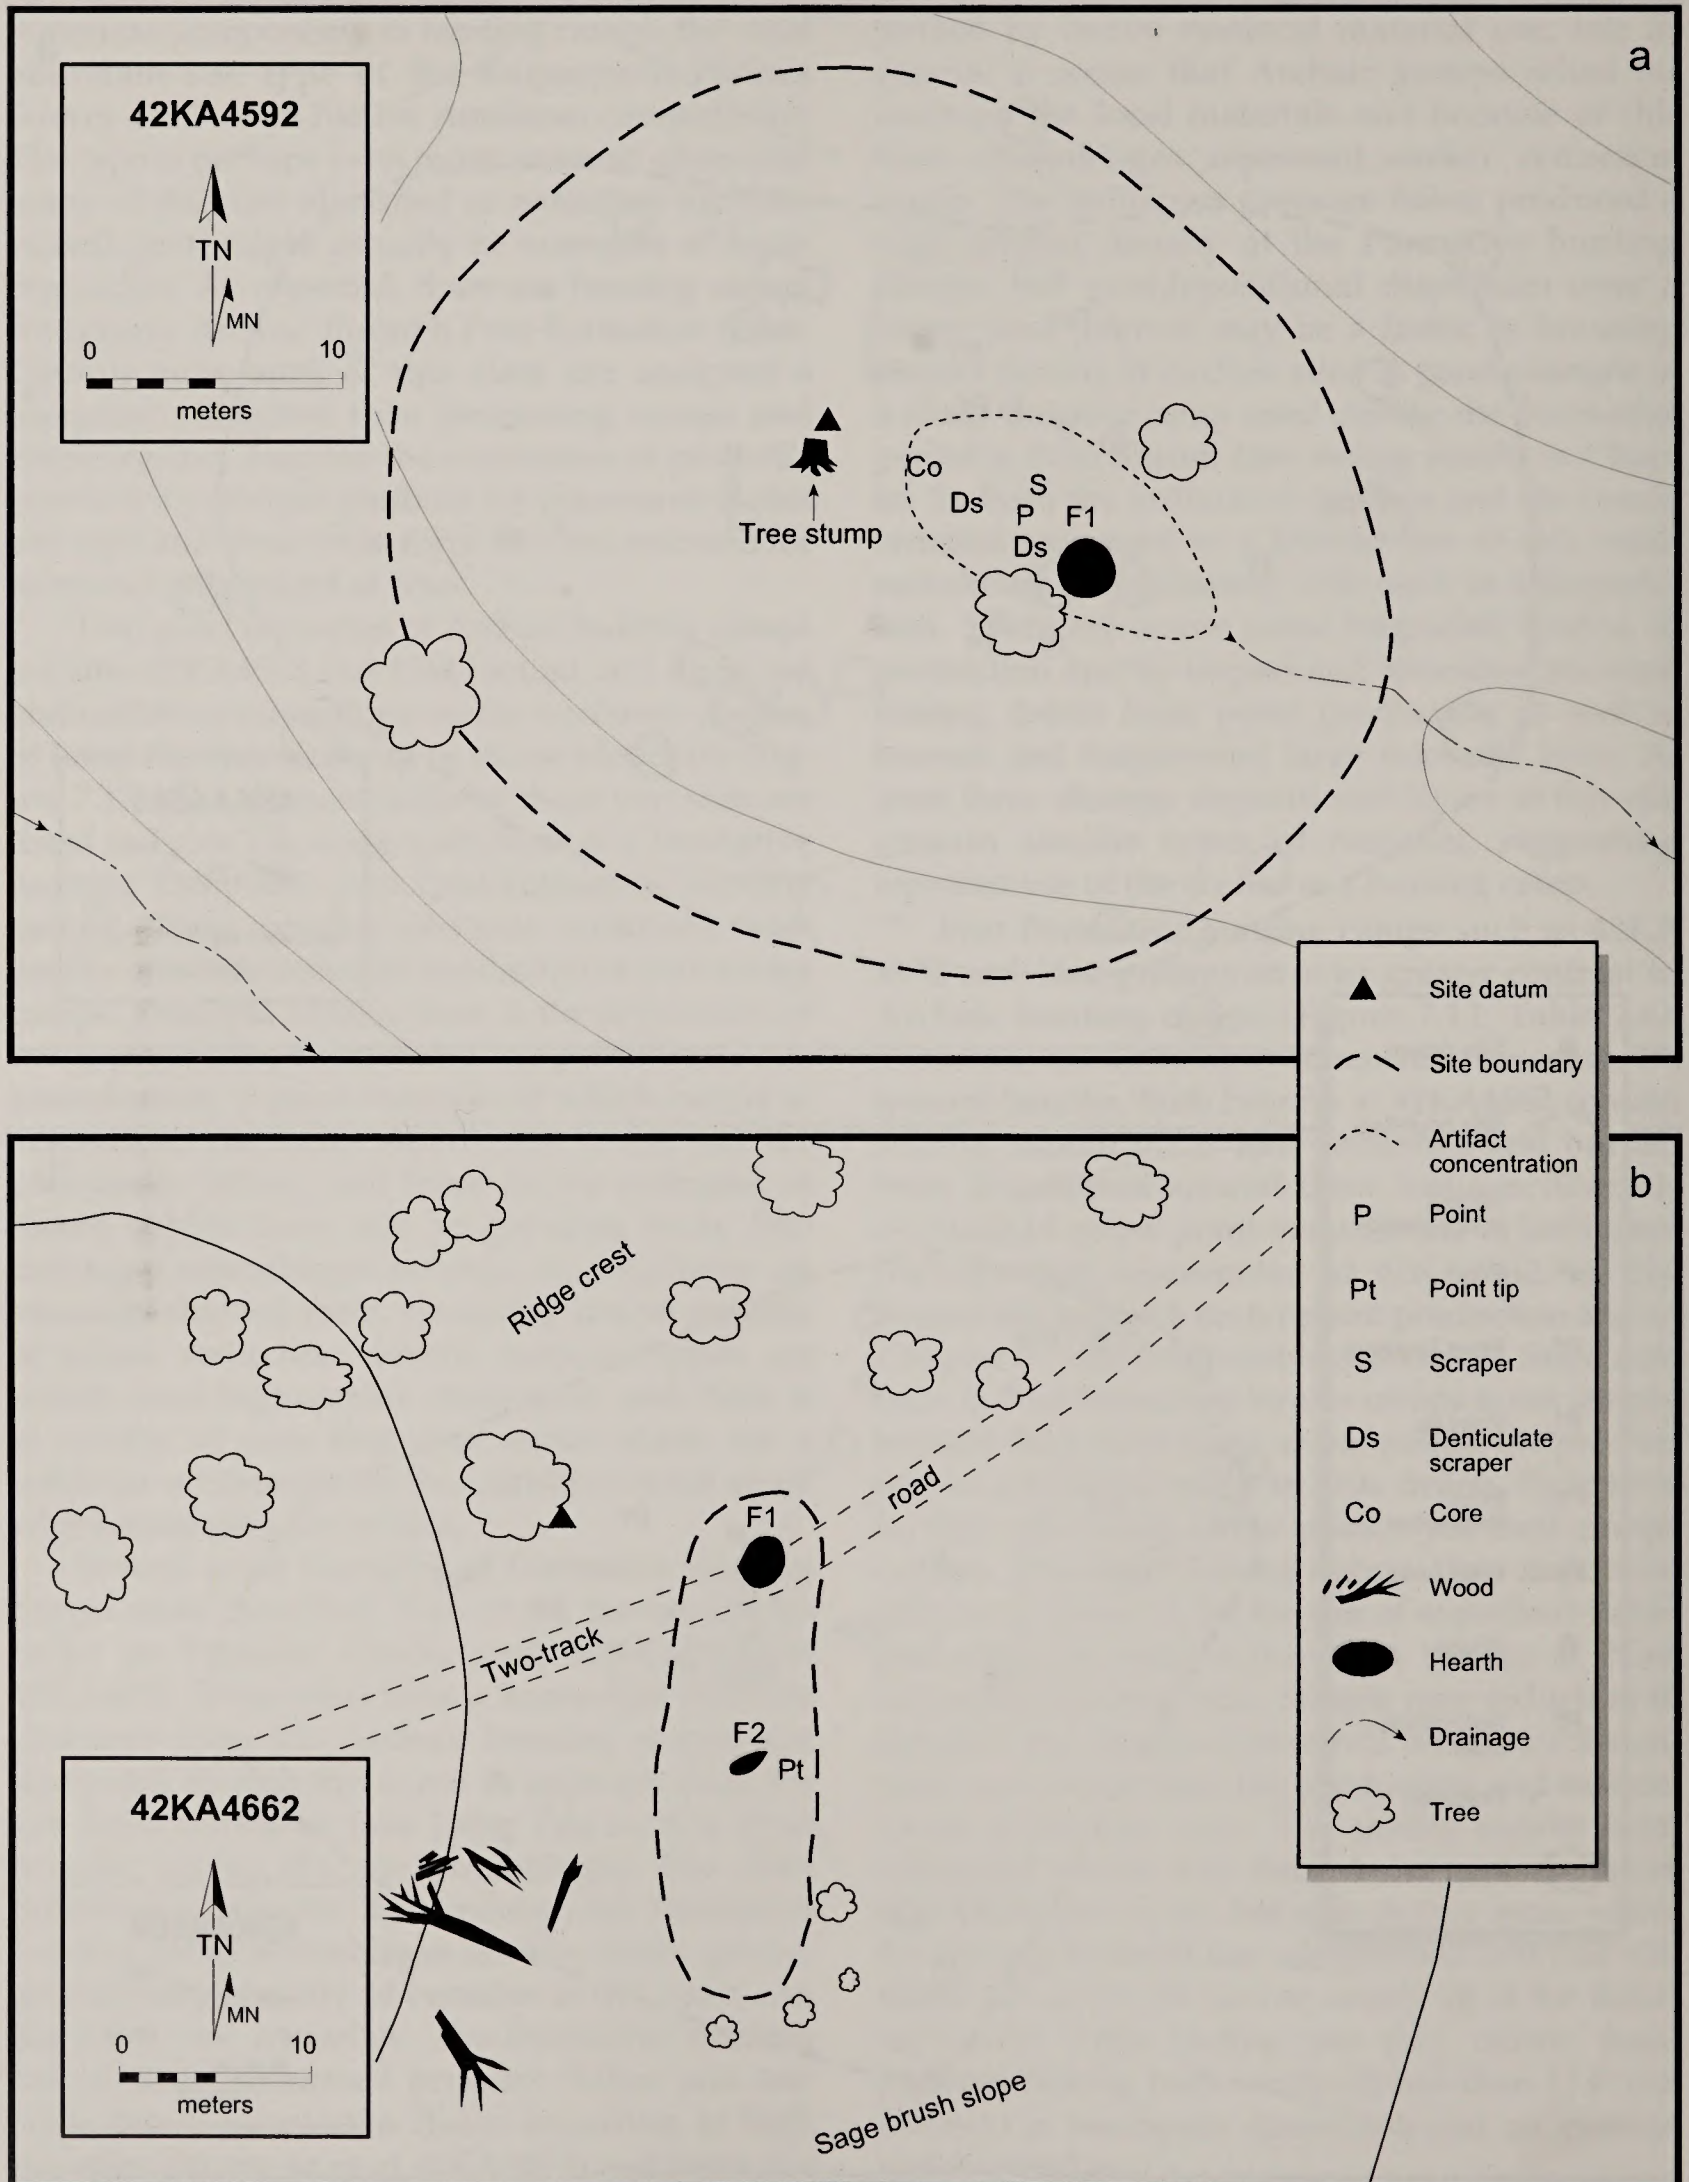 a
42KA4592
TN
MN
0 10
meters
Co
Ds
S
P
F1
Ds
Tree stump
Site datum
Site boundary
Artifact
concentration
P Point
Pt Point tip
S Scraper
Ds Denticulate
scraper
Co Core
Wood
Hearth
Drainage
Tree
b
Ridge crest
F1
road
Two-track
F2
Pt
42KA4662
TN
MN
0 10
meters
Sage brush slope